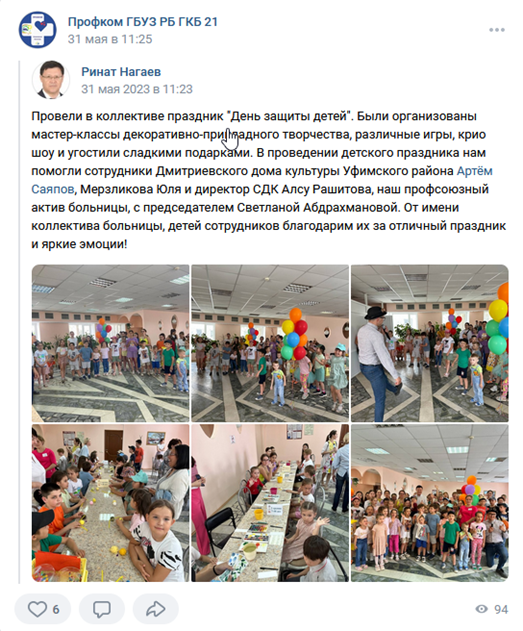 Профком ГБУЗ РБ ГКБ 21
31 мая в 11:25
Ринат Нагаев
31 мая 2023 в 11:23
Провели в коллективе праздник "День защиты детей". Были организованы
мастер-классы декоративно-прикладного творчества, различные игры, крио
шоу и угостили сладкими подарками. В проведении детского праздника нам
помогли сотрудники Дмитриевского дома культуры Уфимского района Артём
Саяпов, Мерзликова Юля и директор СДК Алсу Рашитова, наш профсоюзный
актив больницы, с председателем Светланой Абдрахмановой. От имени
коллектива больницы, детей сотрудников благодарим их за отличный праздник
и яркие эмоции!
6
94